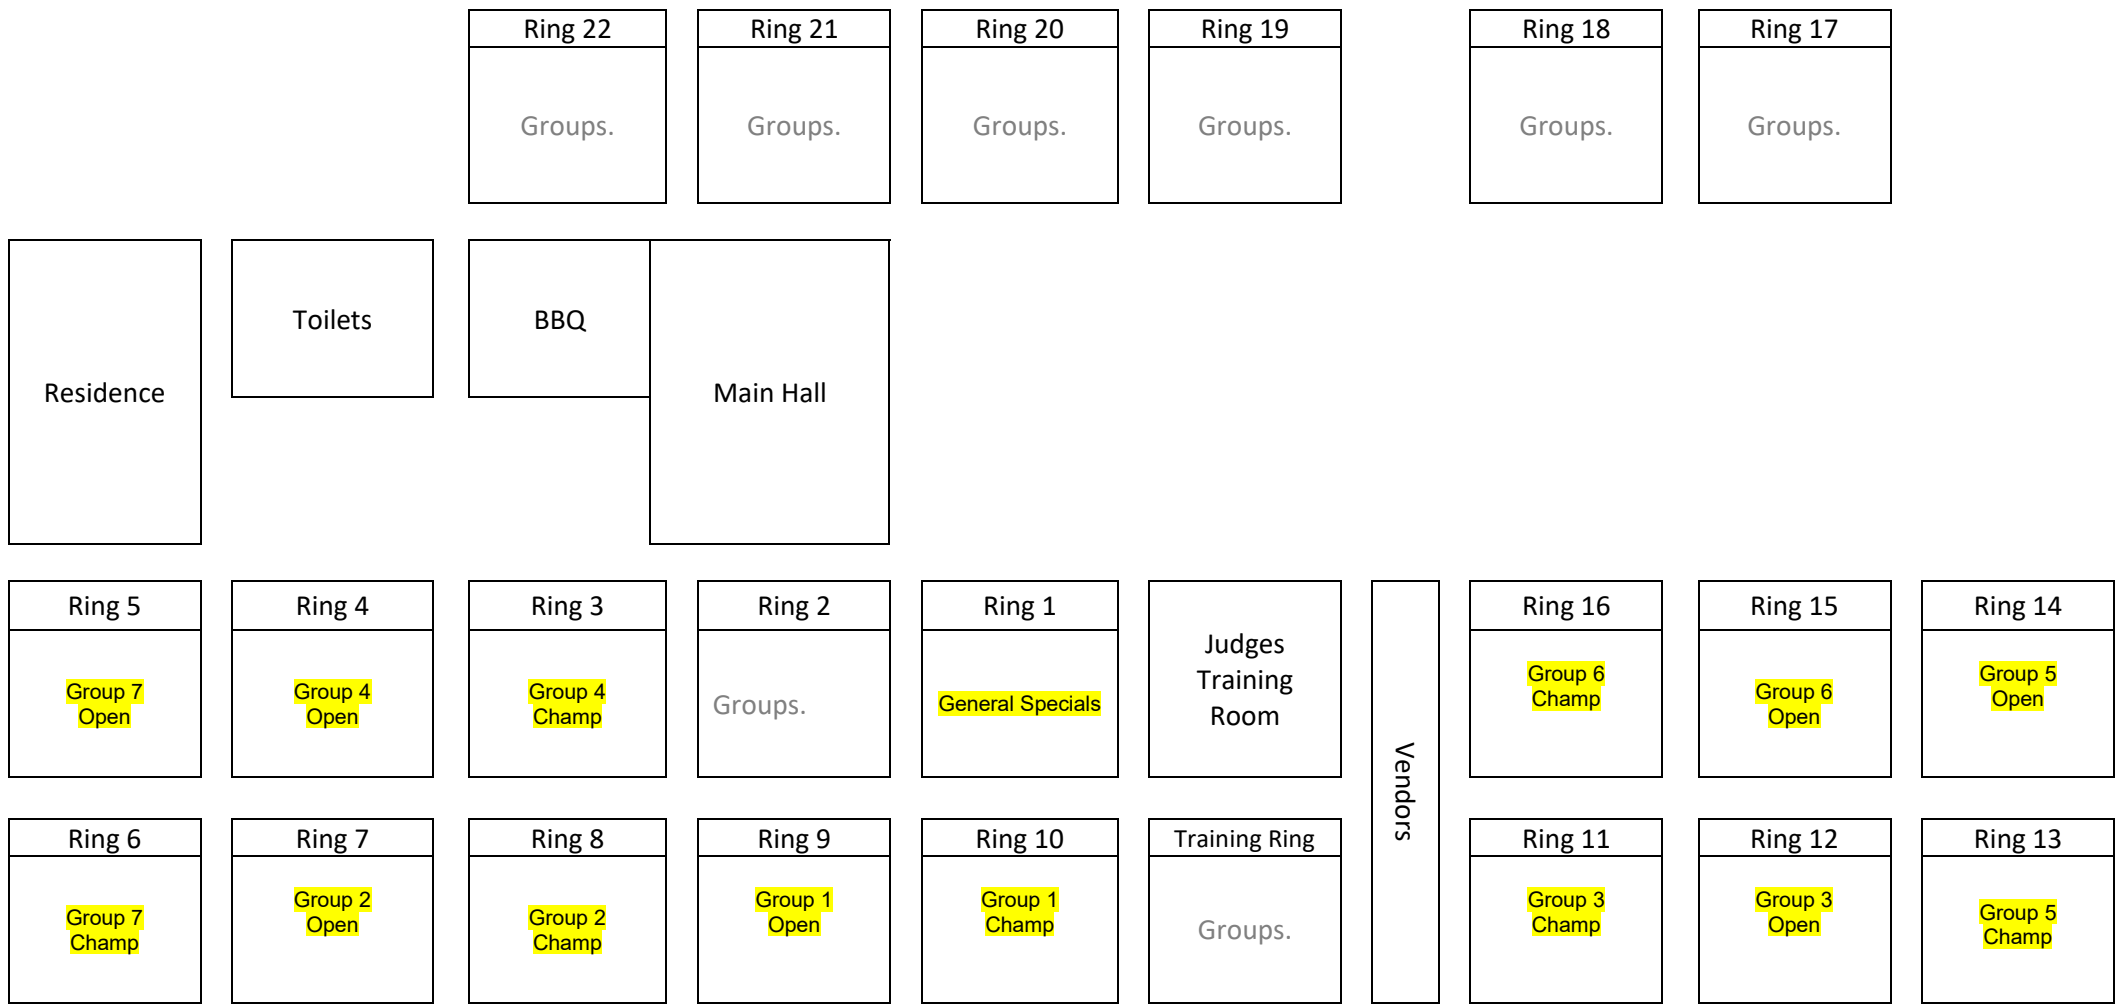 Ring 22
Ring 21
Ring 20
Ring 19
Ring 18
Ring 17
Groups.
Groups.
Groups.
Groups.
Groups.
Groups.
Residence
Toilets
BBQ
Main Hall
Ring 5
Ring 4
Ring 3
Ring 2
Ring 1
Judges
Training
Room
Vendors
Ring 16
Ring 15
Ring 14
Group 7
Open
Group 4
Open
Group 4
Champ
Groups.
General Specials
Group 6
Champ
Group 6
Open
Group 5
Open
Ring 6
Ring 7
Ring 8
Ring 9
Ring 10
Training Ring
Ring 11
Ring 12
Ring 13
Group 7
Champ
Group 2
Open
Group 2
Champ
Group 1
Open
Group 1
Champ
Groups.
Group 3
Champ
Group 3
Open
Group 5
Champ